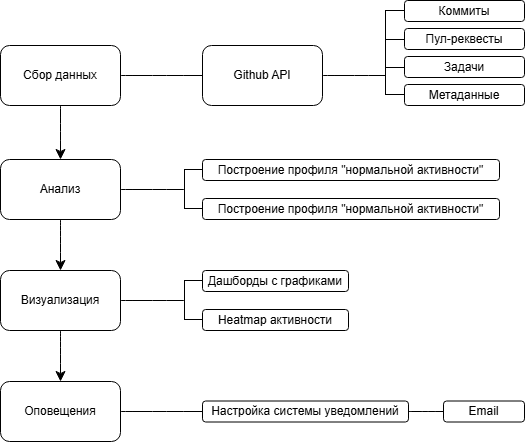 Коммиты
Пул-реквесты
Сбор данных
Github API
Задачи
Метаданные
Анализ
Построение профиля "нормальной активности"
Построение профиля "нормальной активности"
Визуализация
Дашборды с графиками
Heatmap активности
Оповещения
Настройка системы уведомлений
Email